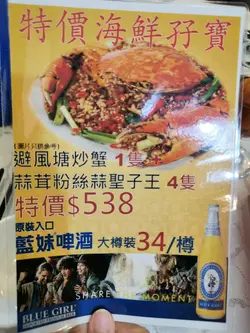 特價海鮮孖寶
(圖片只供參考)
避風塘炒蟹 1隻+
蒜茸粉絲蒜聖子王 4隻
特價$538
原裝入口
藍妹啤酒 大樽裝34/樽
SHARE
MOMENT
BLUE GIRL